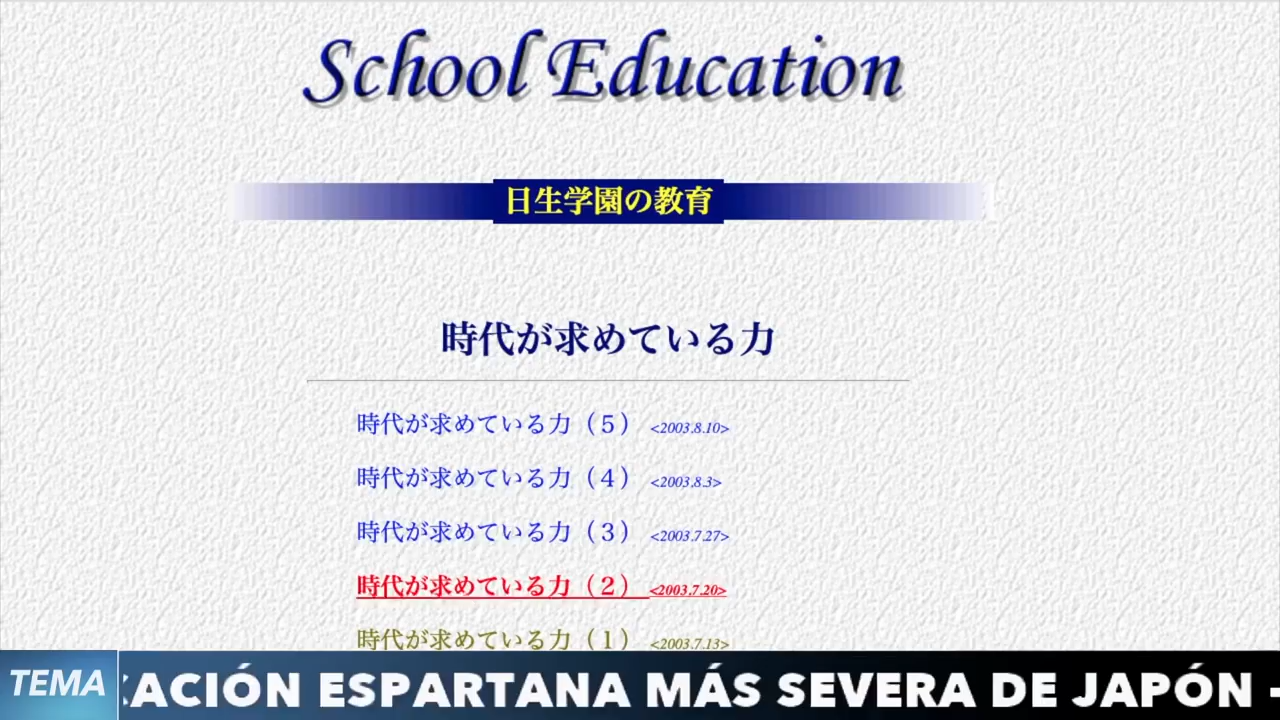 School Education
日生学園の教育
時代が求めている力
時代が求めている力（５） <2003.8.10>
時代が求めている力（４） <2003.8.3>
時代が求めている力（３） <2003.7.27>
時代が求めている力（２） <2003.7.20>
時代が求めている力（１） <2003.7.13>
TEMA
ACIÓN ESPARTANA MÁS SEVERA DE JAPÓN -